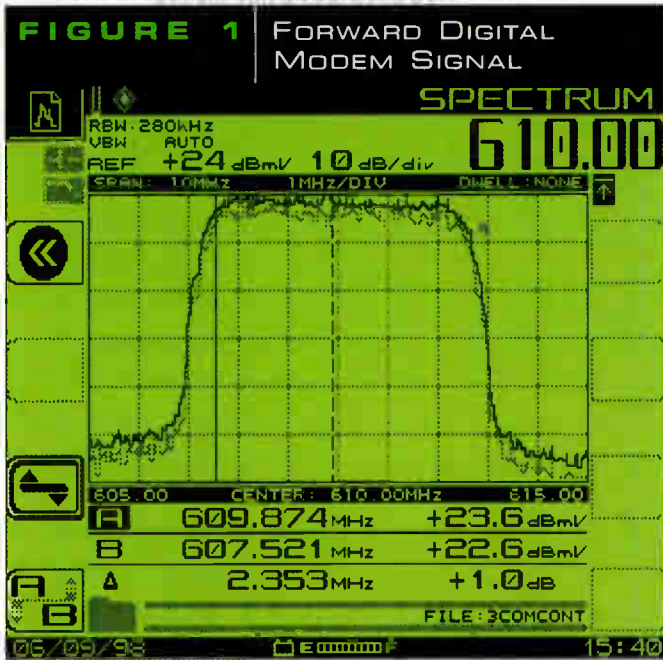 FIGURE 1
FORWARD DIGITAL
MODEM SIGNAL
SPECTRUM
RBW:280kHz
VBW AUTO
610.00
REF +24 dBmV 10 dB/div
SPAN: 10MHz 1MHz/DIV DWELL:NONE
605.00 CENTER: 610.00MHz 615.00
A 609.874 MHz +23.6 dBmV
B 607.521 MHz +22.6 dBmV
Δ 2.353 MHz +1.0 dB
A
B
FILE:3COMCONT
06/09/98 E F 15:40